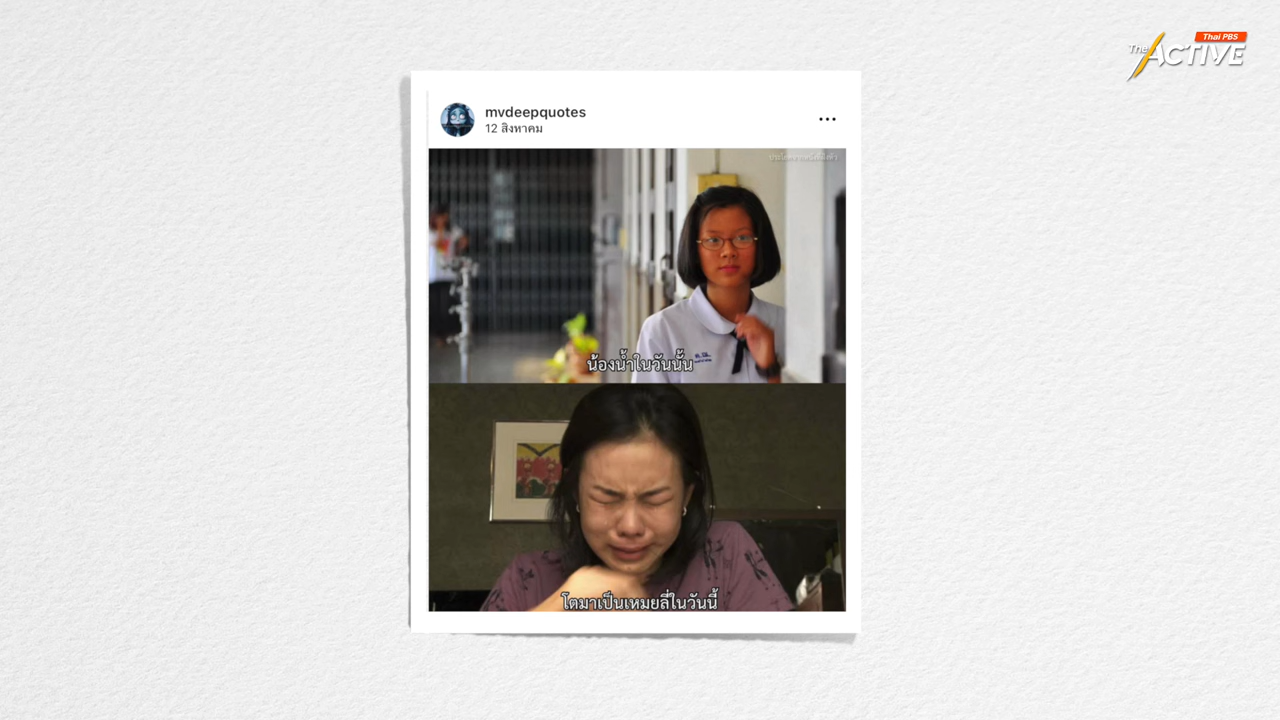 Thai PBS
The ACTIVE
mvdeepquotes
12 สิงหาคม
น้องน้ำในวันนั้น
โตมาเป็นเหมยลี่ในวันนี้